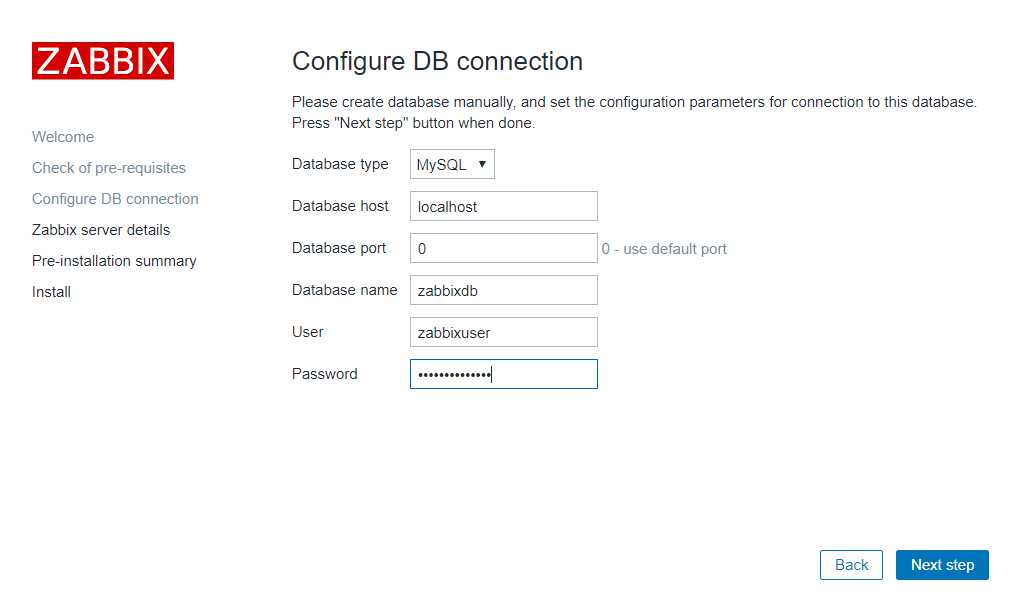 ZABBIX
Welcome
Check of pre-requisites
Configure DB connection
Zabbix server details
Pre-installation summary
Install
Configure DB connection
Please create database manually, and set the configuration parameters for connection to this database.
Press "Next step" button when done.
Database type MySQL ▼
Database host localhost
Database port 0 0 - use default port
Database name zabbixdb
User zabbixuser
Password ••••••••••••••
Back Next step